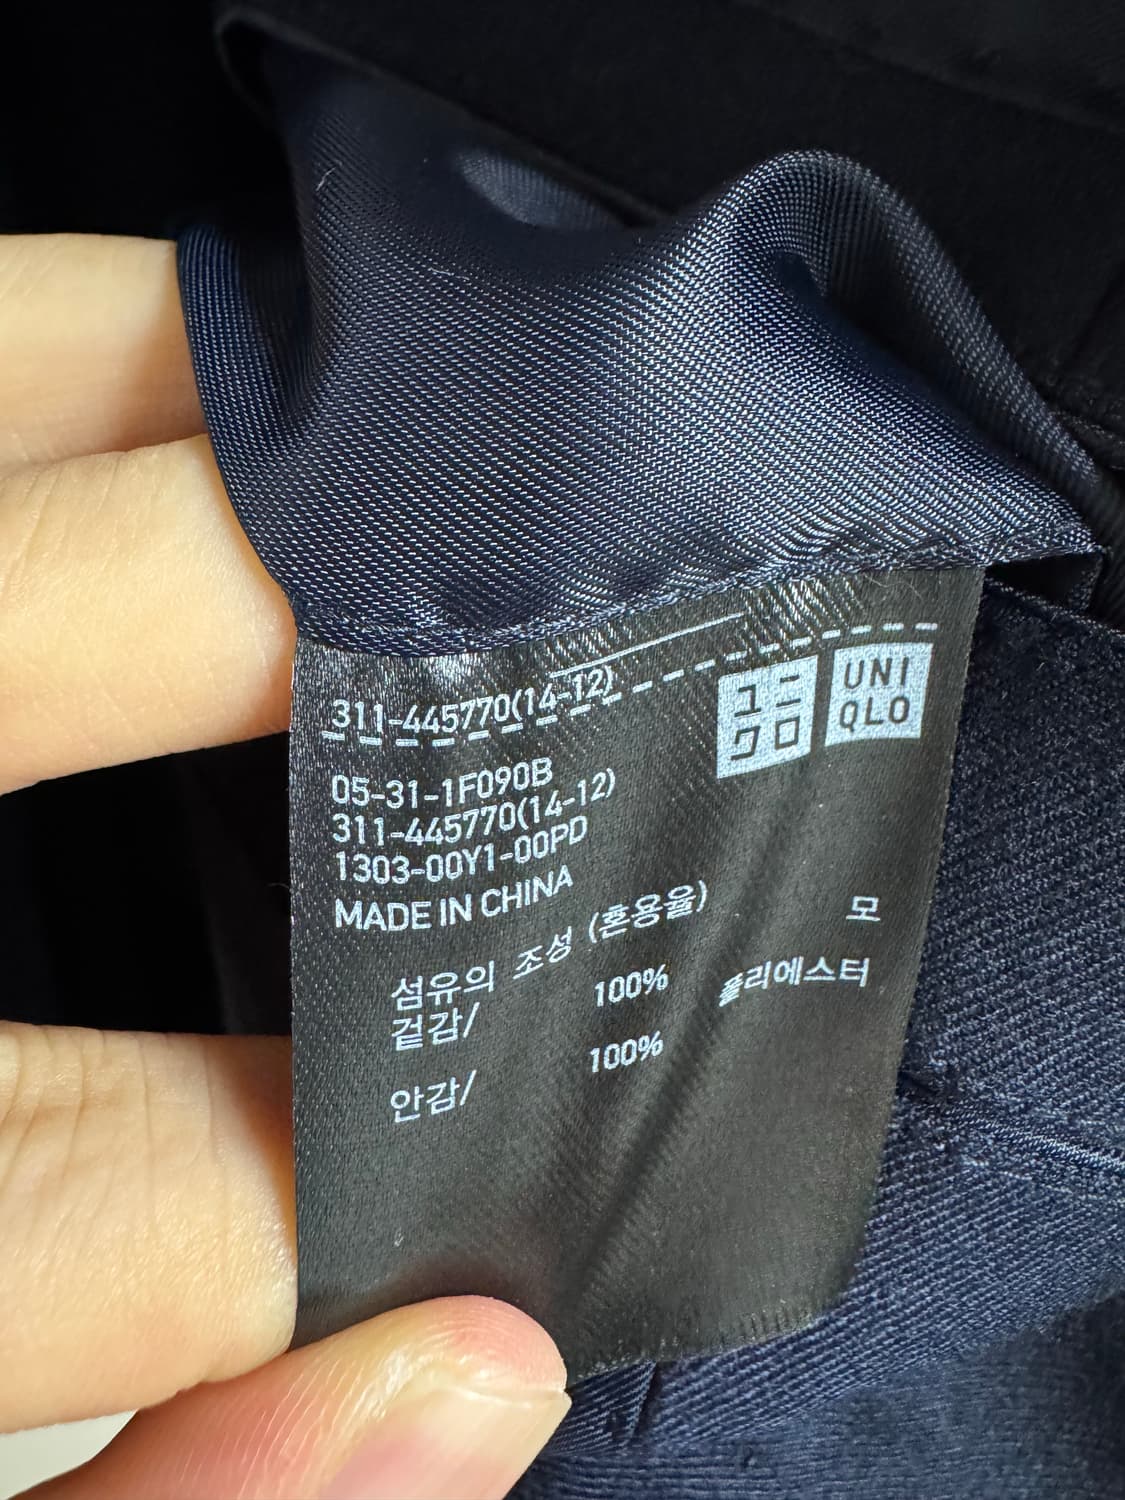 311-445770(14-12)
ユニ
クロ
UNI
QLO
05-31-1F090B
311-445770(14-12)
1303-00Y1-00PD
MADE IN CHINA
섬유의 조성 (혼용율)
겉감/ 100% 모
안감/ 100% 폴리에스터